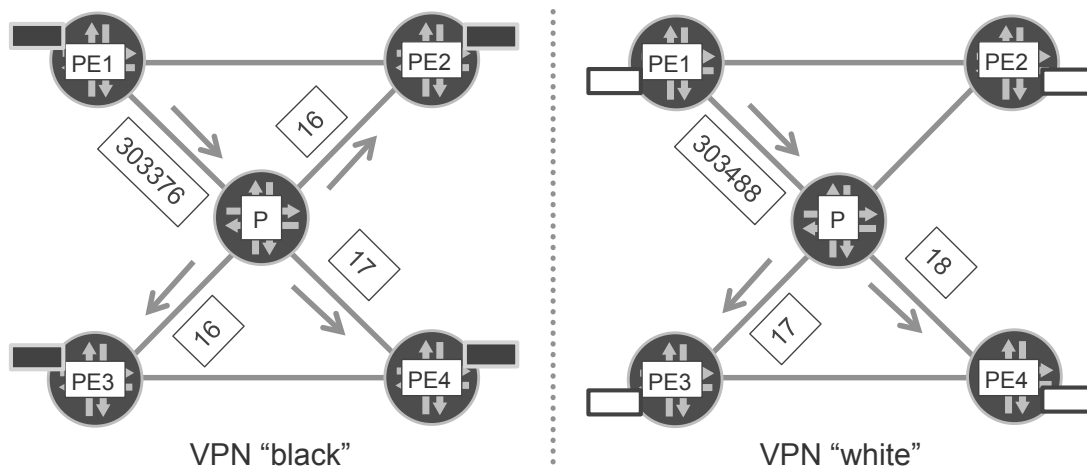 PE1
PE2
303376
16
P
17
16
PE3
PE4
VPN “black”
PE1
PE2
303488
P
18
17
PE3
PE4
VPN “white”